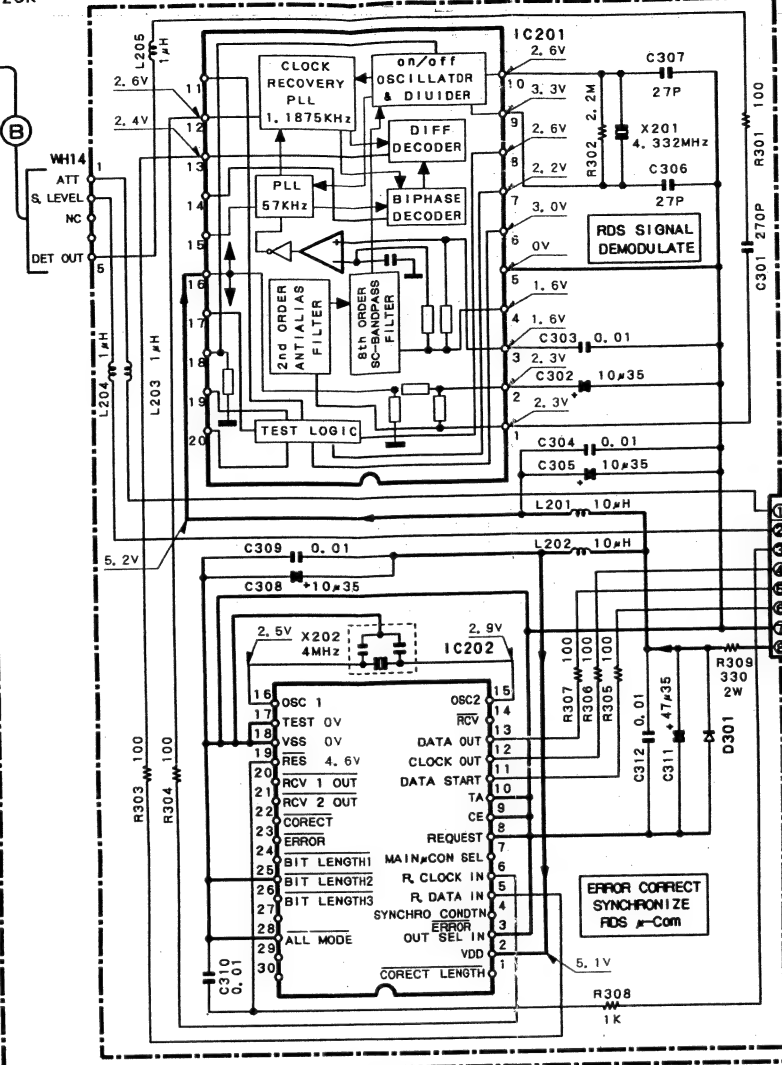 L205
1μH
IC201
2.6V
2.4V
11
12
13
14
15
16
17
18
19
20
CLOCK
RECOVERY
PLL
1.1875KHz
on/off
OSCILLATOR
& DIUIDER
DIFF
DECODER
PLL
57KHz
BIPHASE
DECODER
2nd ORDER
ANTIALIAS
FILTER
8th ORDER
SC-BANDPASS
FILTER
TEST LOGIC
10
9
8
7
6
5
4
3
2
1
2.6V
3.3V
2.6V
2.2V
3.0V
0V
1.6V
1.6V
2.3V
2.3V
C307
27P
R302 2.2M
X201
4.332MHz
C306
27P
R301 100
C301 270P
RDS SIGNAL
DEMODULATE
C303 0.01
C302 10μ35
+
C304 0.01
C305 10μ35
+
B
WH14
1
ATT
S.LEVEL
NC
DET OUT
5
L204 1μH
L203 1μH
5.2V
L201 10μH
L202 10μH
1
2
3
4
5
6
7
8
C309 0.01
C308 +10μ35
2.5V
X202
4MHz
2.9V
IC202
16 OSC 1
17 TEST 0V
18 VSS 0V
19 RES 4.6V
20 RCV 1 OUT
21 RCV 2 OUT
22 CORECT
23 ERROR
24 BIT LENGTH1
25 BIT LENGTH2
26 BIT LENGTH3
27
28 ALL MODE
29
30
OSC2 15
RCV 14
DATA OUT 13
CLOCK OUT 12
DATA START 11
TA 10
CE 9
REQUEST 8
MAINμCON SEL 7
R.CLOCK IN 6
R.DATA IN 5
SYNCHRO CONDTN 4
ERROR
OUT SEL IN 3
VDD 2
CORECT LENGTH 1
5.1V
R303 100
R304 100
C310
0.01
R307 100
R306 100
R305 100
C312 0.01
C311 +47μ35
D301
R309
330
2W
ERROR CORRECT
SYNCHRONIZE
RDS μ-Com
R308
1K